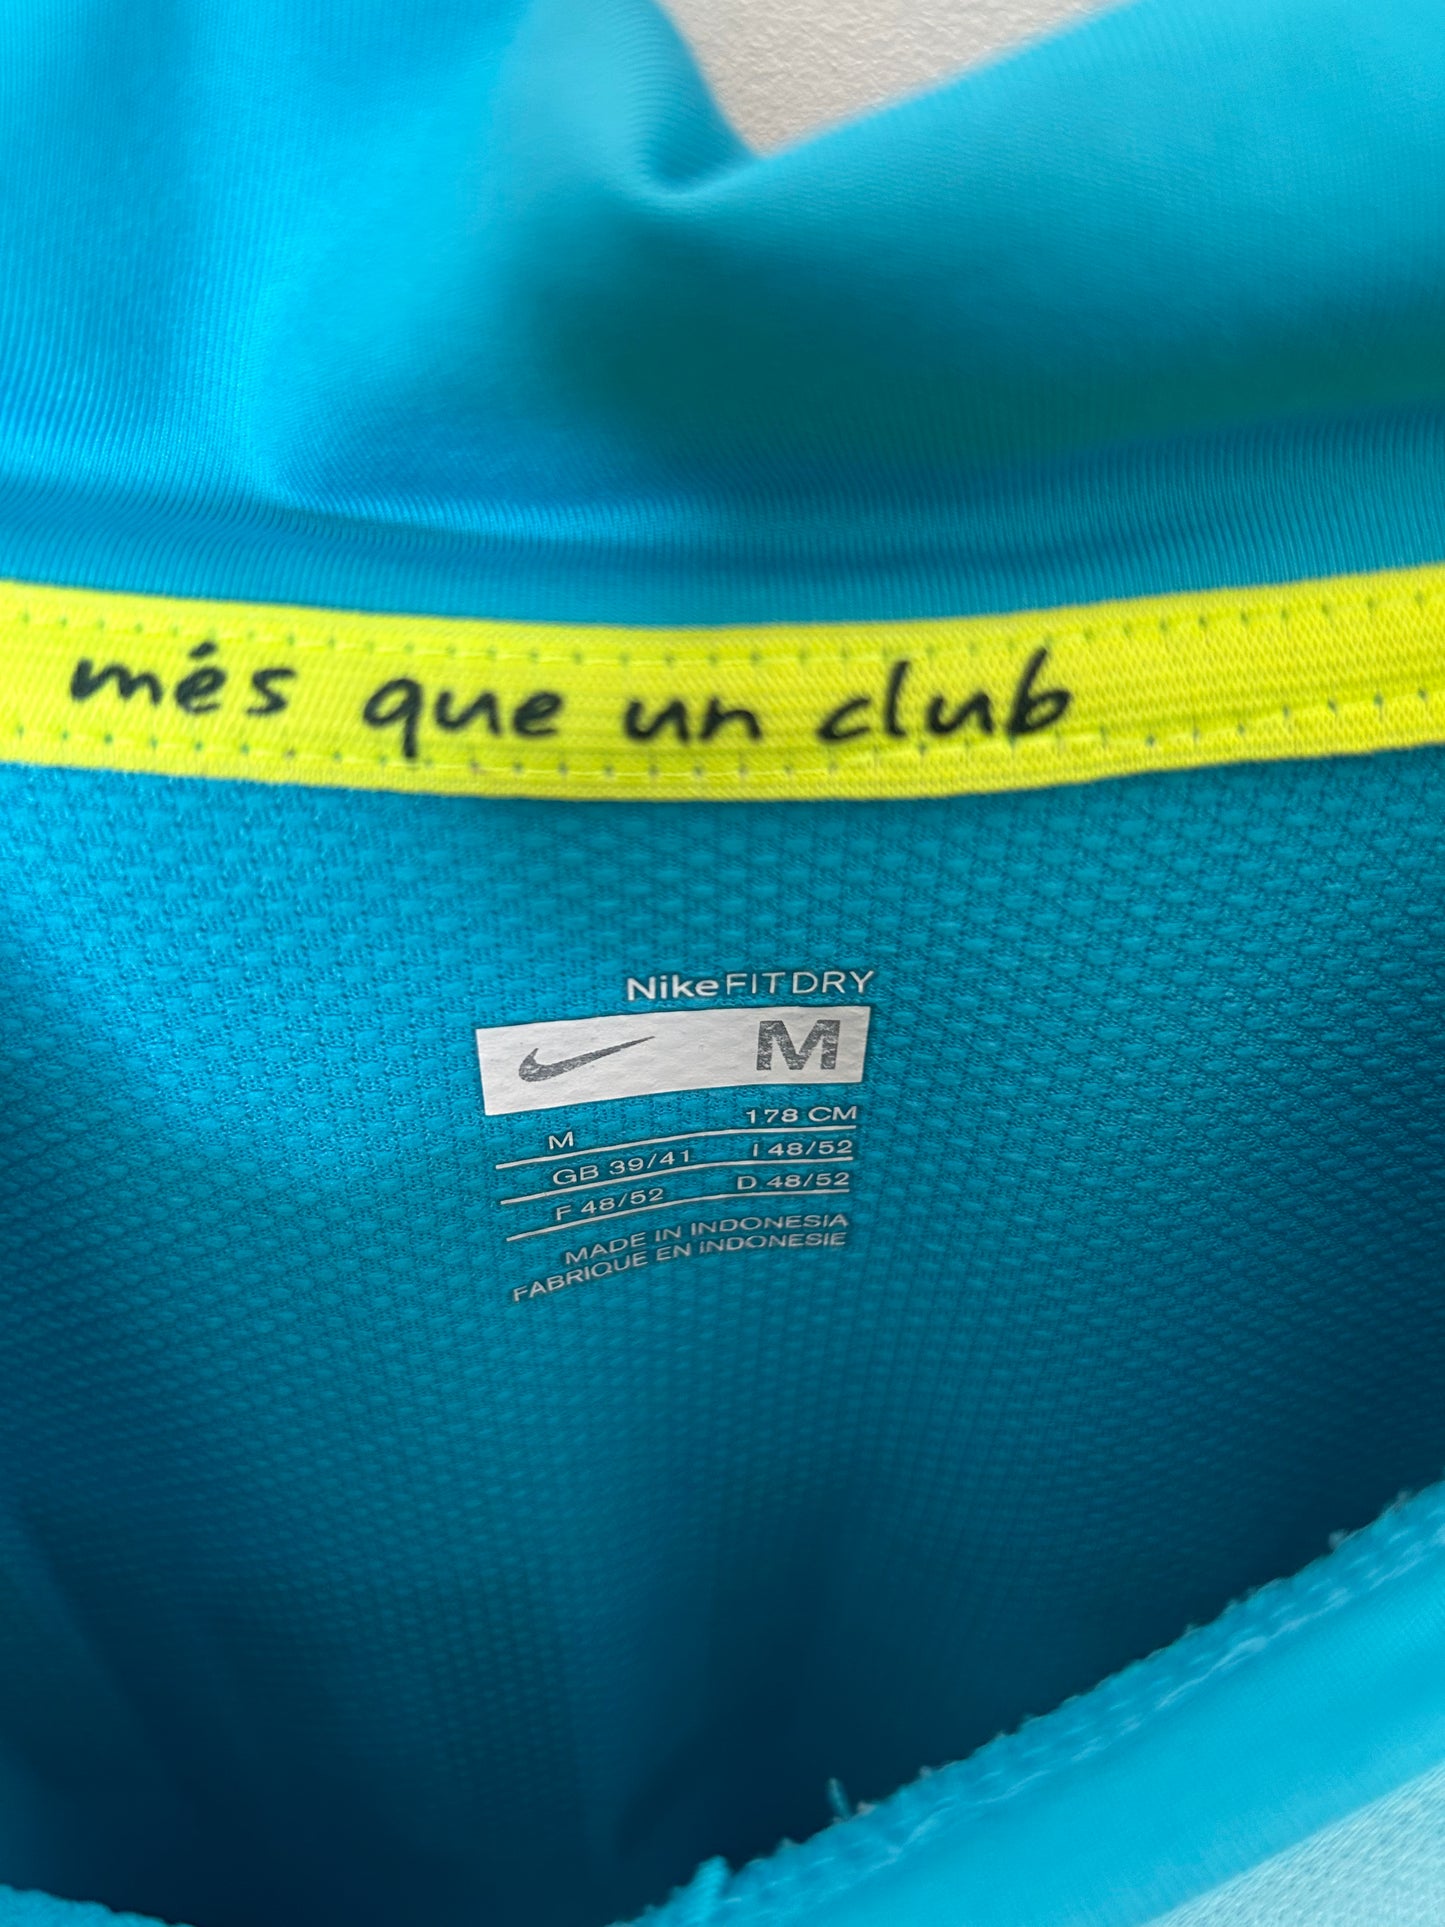 més que un club
NikeFITDRY
M
M 178 CM
GB 39/41 I 48/52
F 48/52 D 48/52
MADE IN INDONESIA
FABRIQUE EN INDONESIE